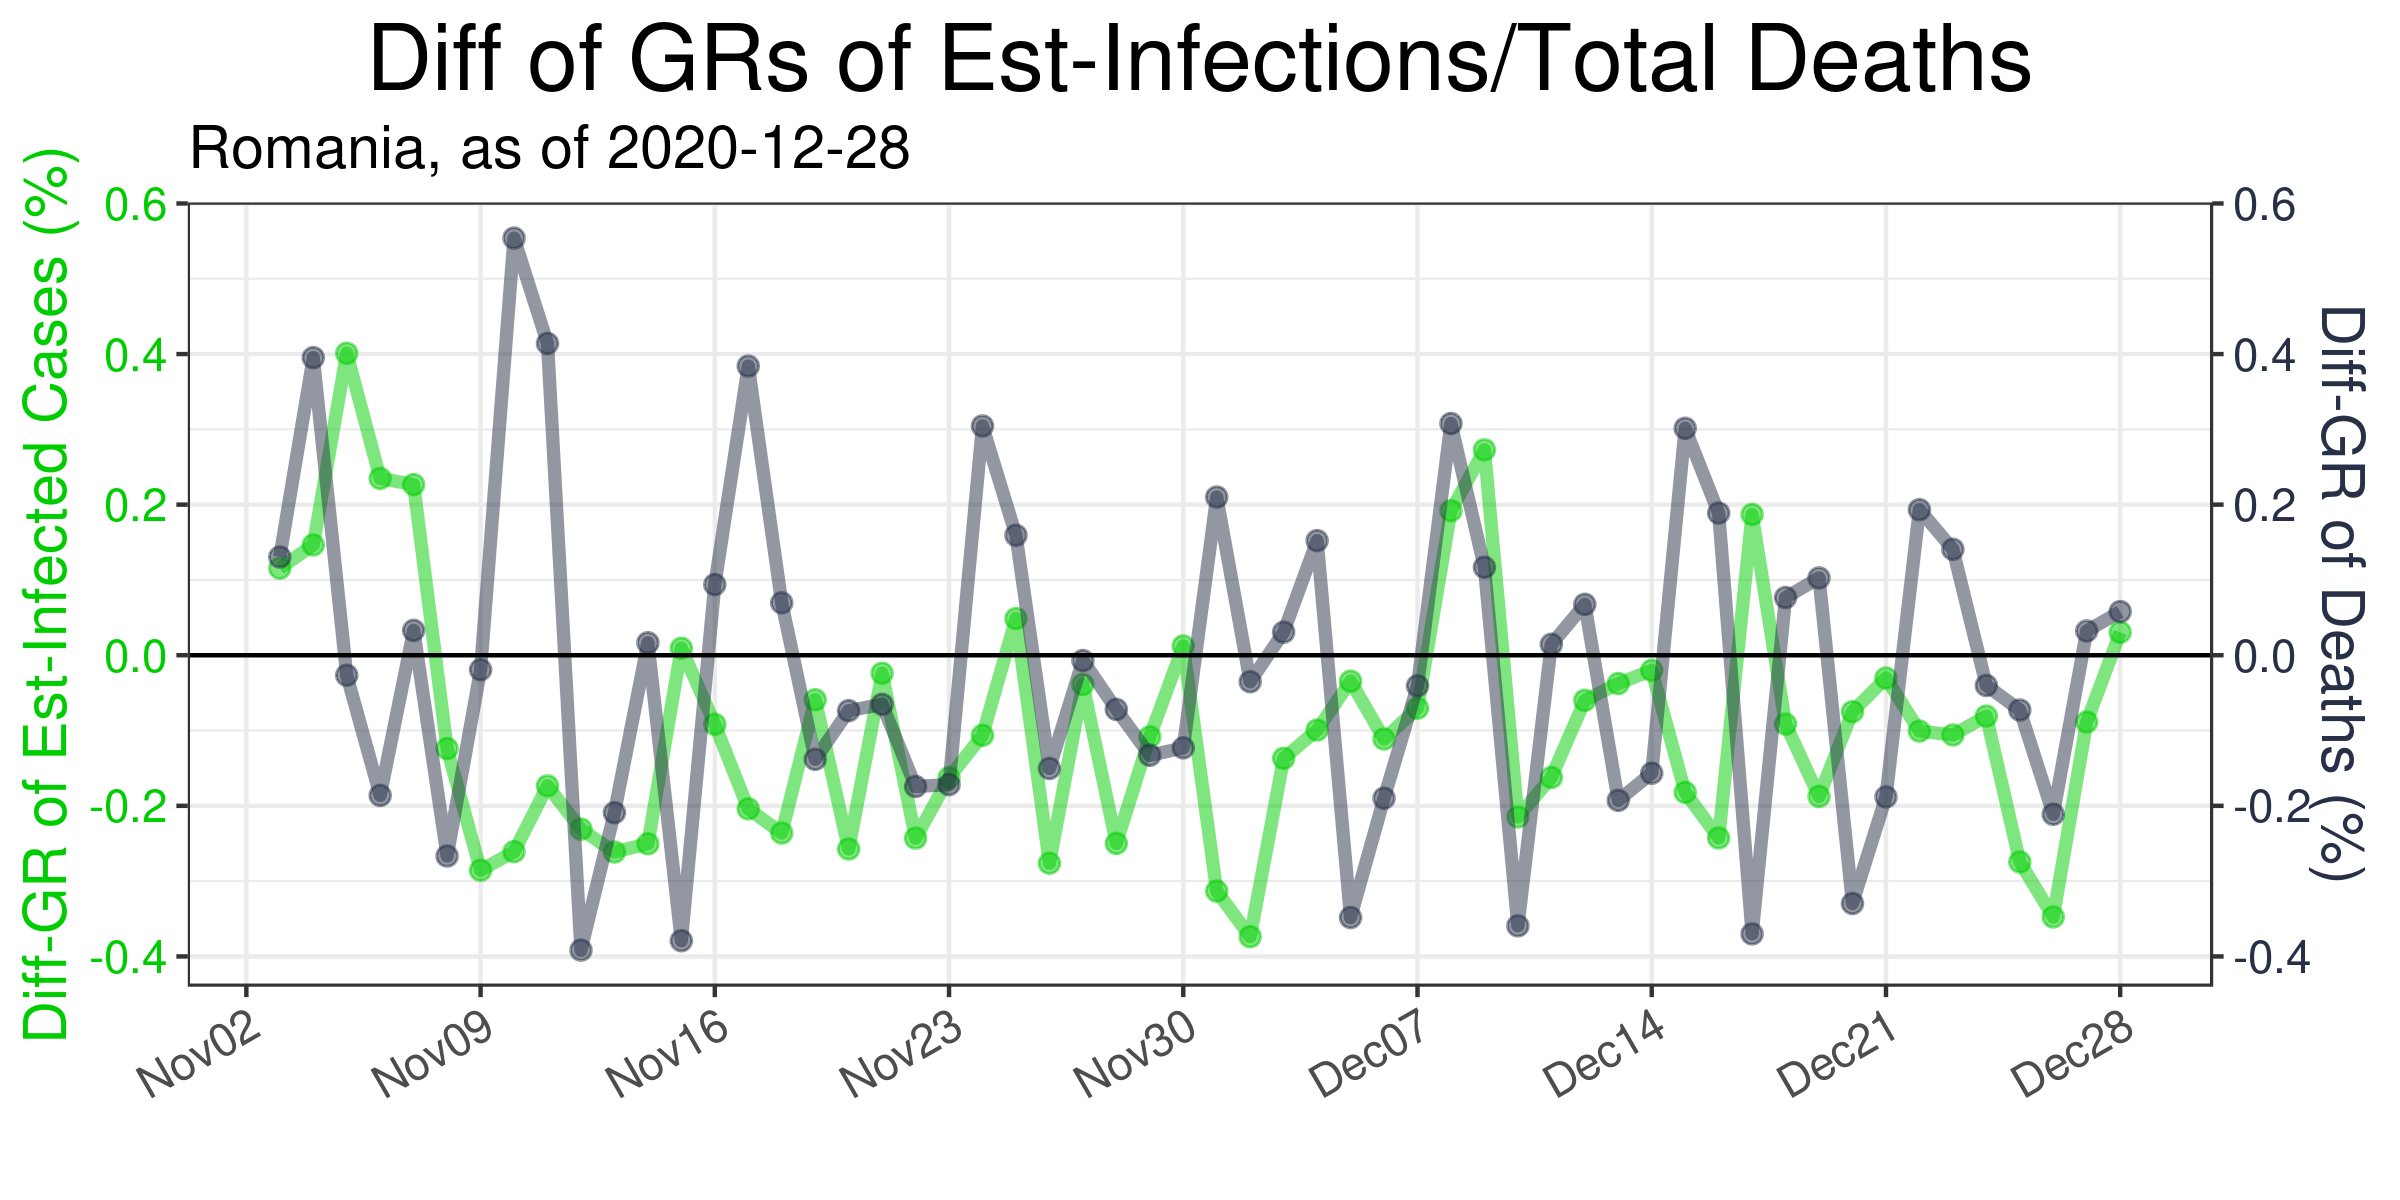 Diff of GRs of Est-Infections/Total Deaths
Romania, as of 2020-12-28
Diff-GR of Est-Infected Cases (%)
0.6
0.4
0.2
0.0
-0.2
-0.4
0.6
0.4
0.2
0.0
-0.2
-0.4
Diff-GR of Deaths (%)
Nov02
Nov09
Nov16
Nov23
Nov30
Dec07
Dec14
Dec21
Dec28